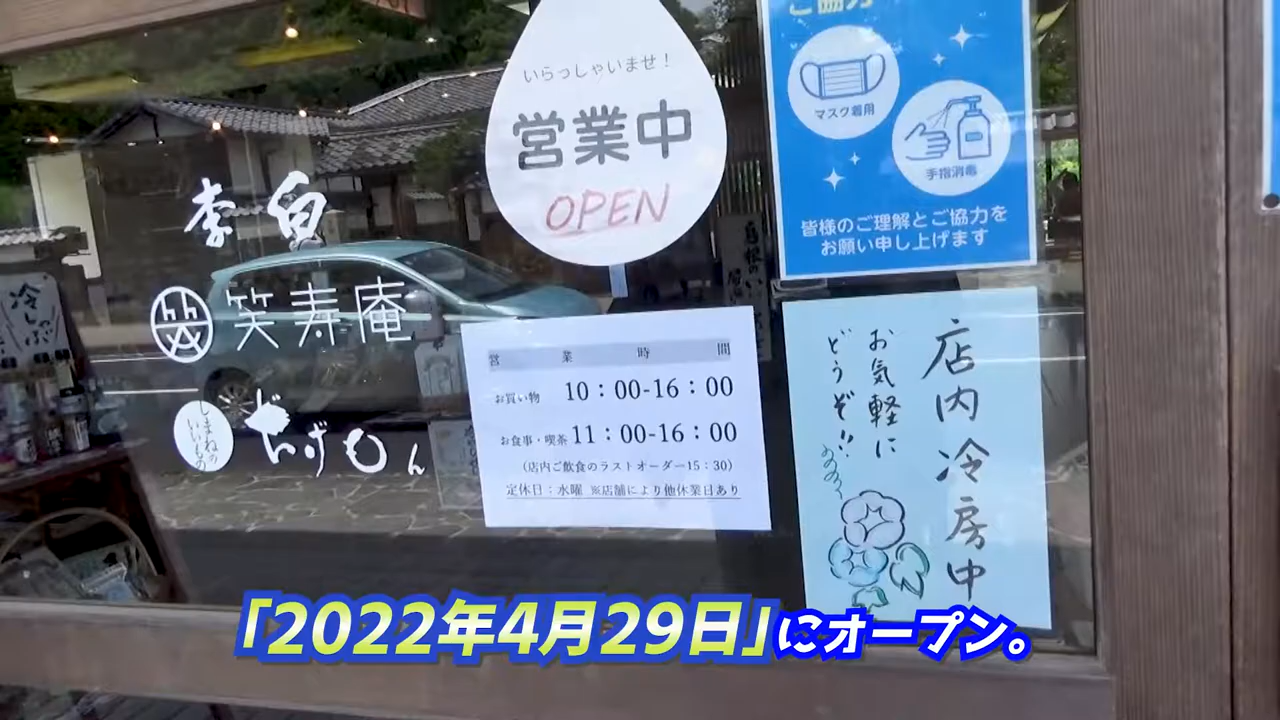 いらっしゃいませ！
営業中
OPEN
ご協力
マスク着用
手指消毒
皆様のご理解とご協力を
お願い申し上げます
李白
笑寿庵
しまねの
いいもの
だんだん
営業時間
お買い物 10：00-16：00
お食事・喫茶 11：00-16：00
（店内ご飲食のラストオーダー15：30）
定休日：水曜 ※店舗により他休業日あり
店内冷房中
お気軽に
どうぞ!!
「2022年4月29日」にオープン。